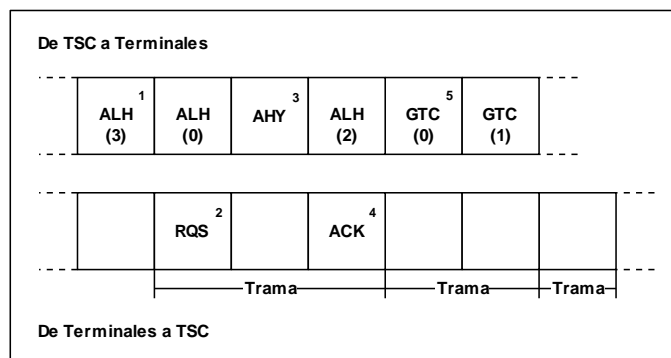 De TSC a Terminales
1 3 5
ALH ALH AHY ALH GTC GTC
(3) (0) (2) (0) (1)
2 4
RQS ACK
Trama Trama Trama
De Terminales a TSC